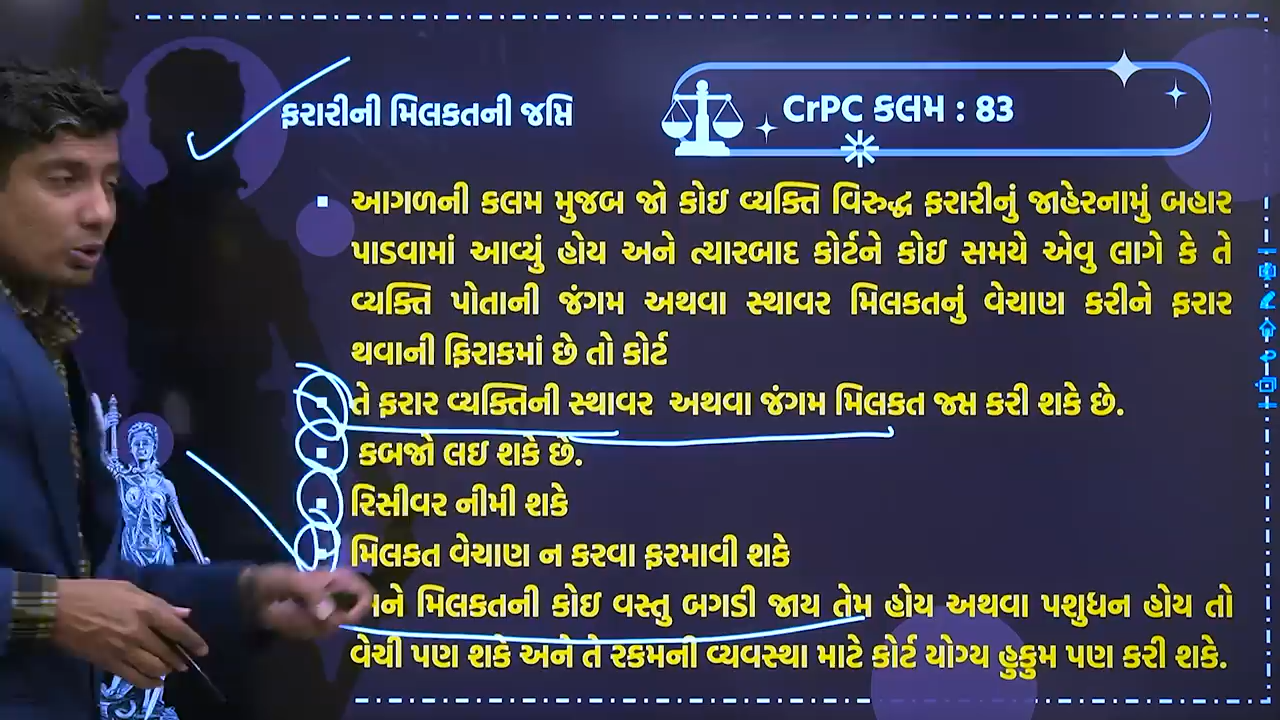 ફરારીની મિલકતની જપ્તિ
CrPC કલમ : 83
આગળની કલમ મુજબ જો કોઇ વ્યક્તિ વિરુદ્ધ ફરારીનું જાહેરનામું બહાર
પાડવામાં આવ્યું હોય અને ત્યારબાદ કોર્ટને કોઇ સમયે એવુ લાગે કે તે
વ્યક્તિ પોતાની જંગમ અથવા સ્થાવર મિલકતનું વેચાણ કરીને ફરાર
થવાની ફિરાકમાં છે તો કોર્ટ
તે ફરાર વ્યક્તિની સ્થાવર અથવા જંગમ મિલકત જપ્ત કરી શકે છે.
કબજો લઇ શકે છે.
રિસીવર નીમી શકે
મિલકત વેચાણ ન કરવા ફરમાવી શકે
મિલકતની કોઇ વસ્તુ બગડી જાય તેમ હોય અથવા પશુધન હોય તો
વેચી પણ શકે અને તે રકમની વ્યવસ્થા માટે કોર્ટ યોગ્ય હુકુમ પણ કરી શકે.